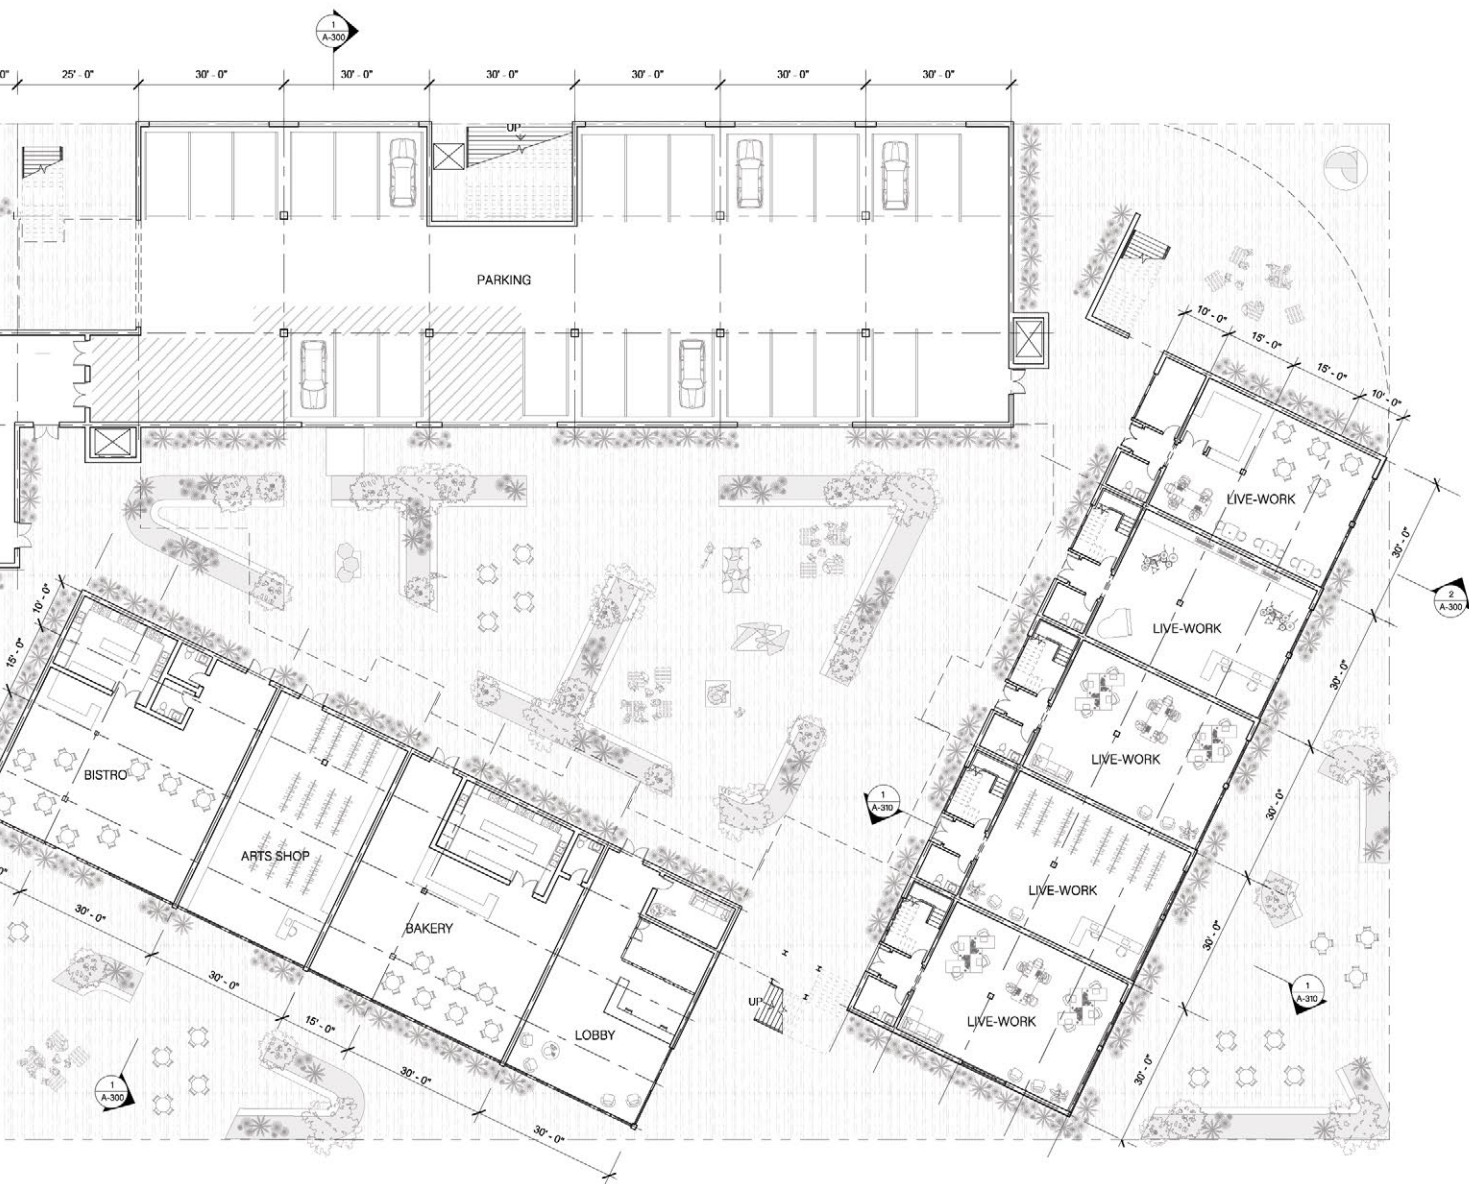 1
A-300
0"
25' - 0"
30' - 0"
30' - 0"
30' - 0"
30' - 0"
30' - 0"
30' - 0"
UP
PARKING
10' - 0"
15' - 0"
15' - 0"
10' - 0"
LIVE-WORK
30' - 0"
2
A-300
LIVE-WORK
30' - 0"
LIVE-WORK
30' - 0"
1
A-310
LIVE-WORK
30' - 0"
LIVE-WORK
1
A-310
30' - 0"
10' - 0"
15' - 0"
BISTRO
ARTS SHOP
BAKERY
LOBBY
UP
0"
30' - 0"
30' - 0"
15' - 0"
30' - 0"
30' - 0"
1
A-300